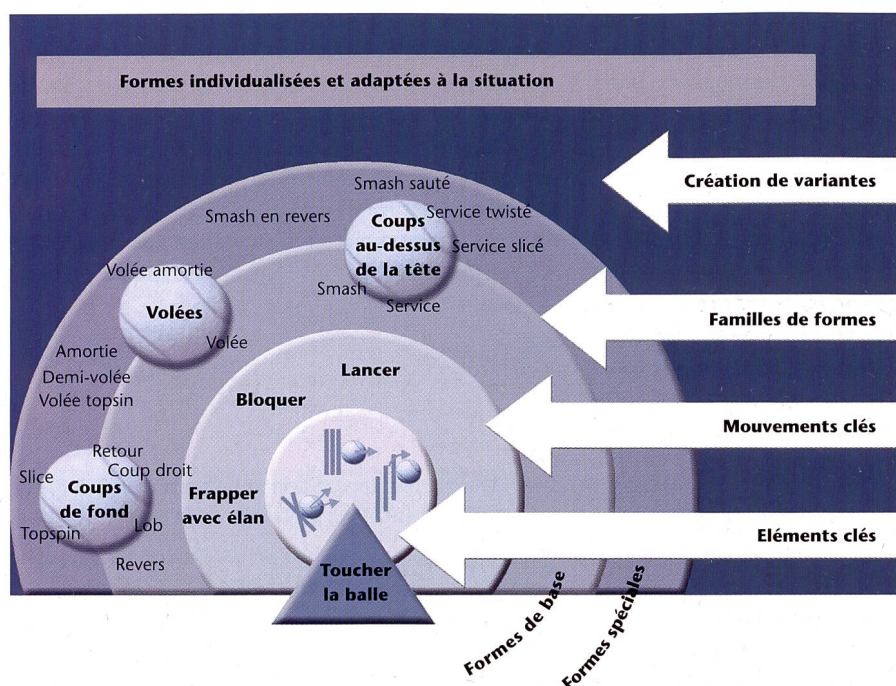 Formes individualisées et adaptées à la situation
Création de variantes
Smash sauté
Smash en revers
Service twisté
Coups
au-dessus
de la tête
Service slicé
Smash
Service
Familles de formes
Volée amortie
Volées
Volée
Amortie
Demi-volée
Volée topsin
Lancer
Bloquer
Mouvements clés
Retour
Coup droit
Slice
Coups
de fond
Topspin
Lob
Revers
Frapper
avec élan
Eléments clés
Toucher
la balle
Formes de base
Formes spéciales